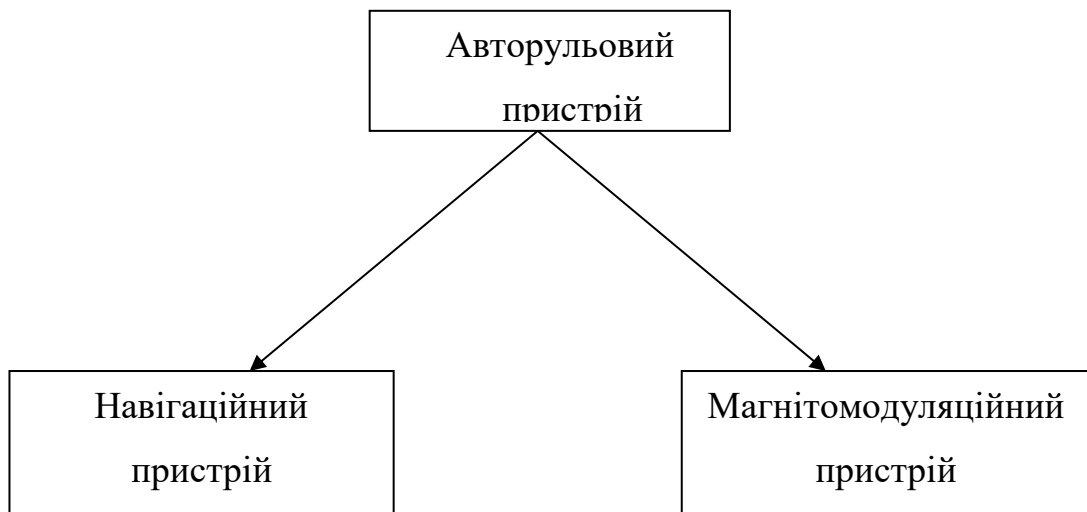 Авторульовий
пристрій
Навігаційний
пристрій
Магнітомодуляційний
пристрій